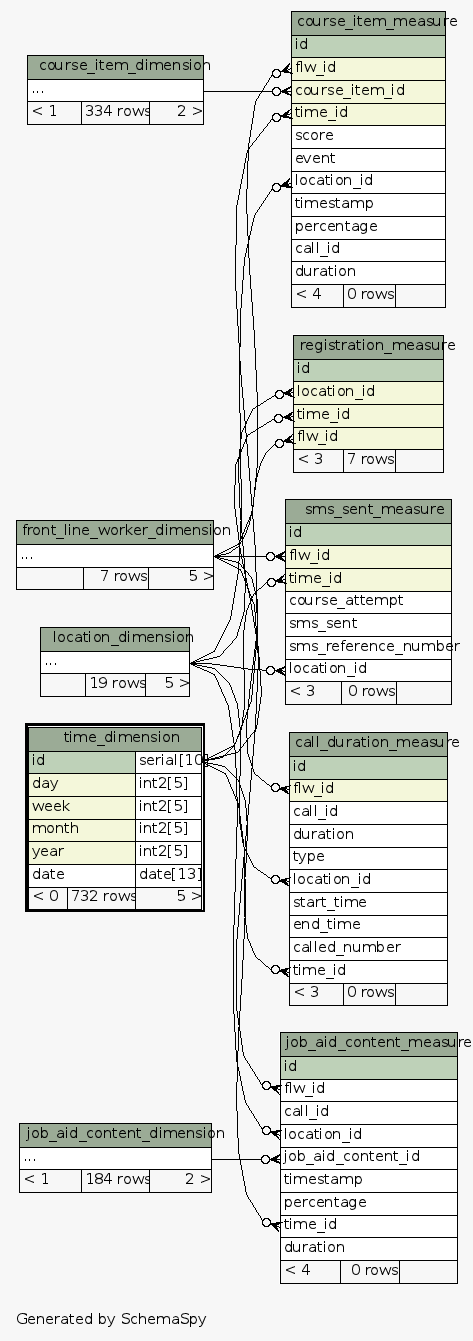 course_item_dimension
...
< 1 334 rows 2 >
course_item_measure
id
flw_id
course_item_id
time_id
score
event
location_id
timestamp
percentage
call_id
duration
< 4 0 rows
registration_measure
id
location_id
time_id
flw_id
< 3 7 rows
front_line_worker_dimension
...
7 rows 5 >
sms_sent_measure
id
flw_id
time_id
course_attempt
sms_sent
sms_reference_number
location_id
< 3 0 rows
location_dimension
...
19 rows 5 >
time_dimension
id serial[10]
day int2[5]
week int2[5]
month int2[5]
year int2[5]
date date[13]
< 0 732 rows 5 >
call_duration_measure
id
flw_id
call_id
duration
type
location_id
start_time
end_time
called_number
time_id
< 3 0 rows
job_aid_content_measure
id
flw_id
call_id
location_id
job_aid_content_id
timestamp
percentage
time_id
duration
< 4 0 rows
job_aid_content_dimension
...
< 1 184 rows 2 >
Generated by SchemaSpy